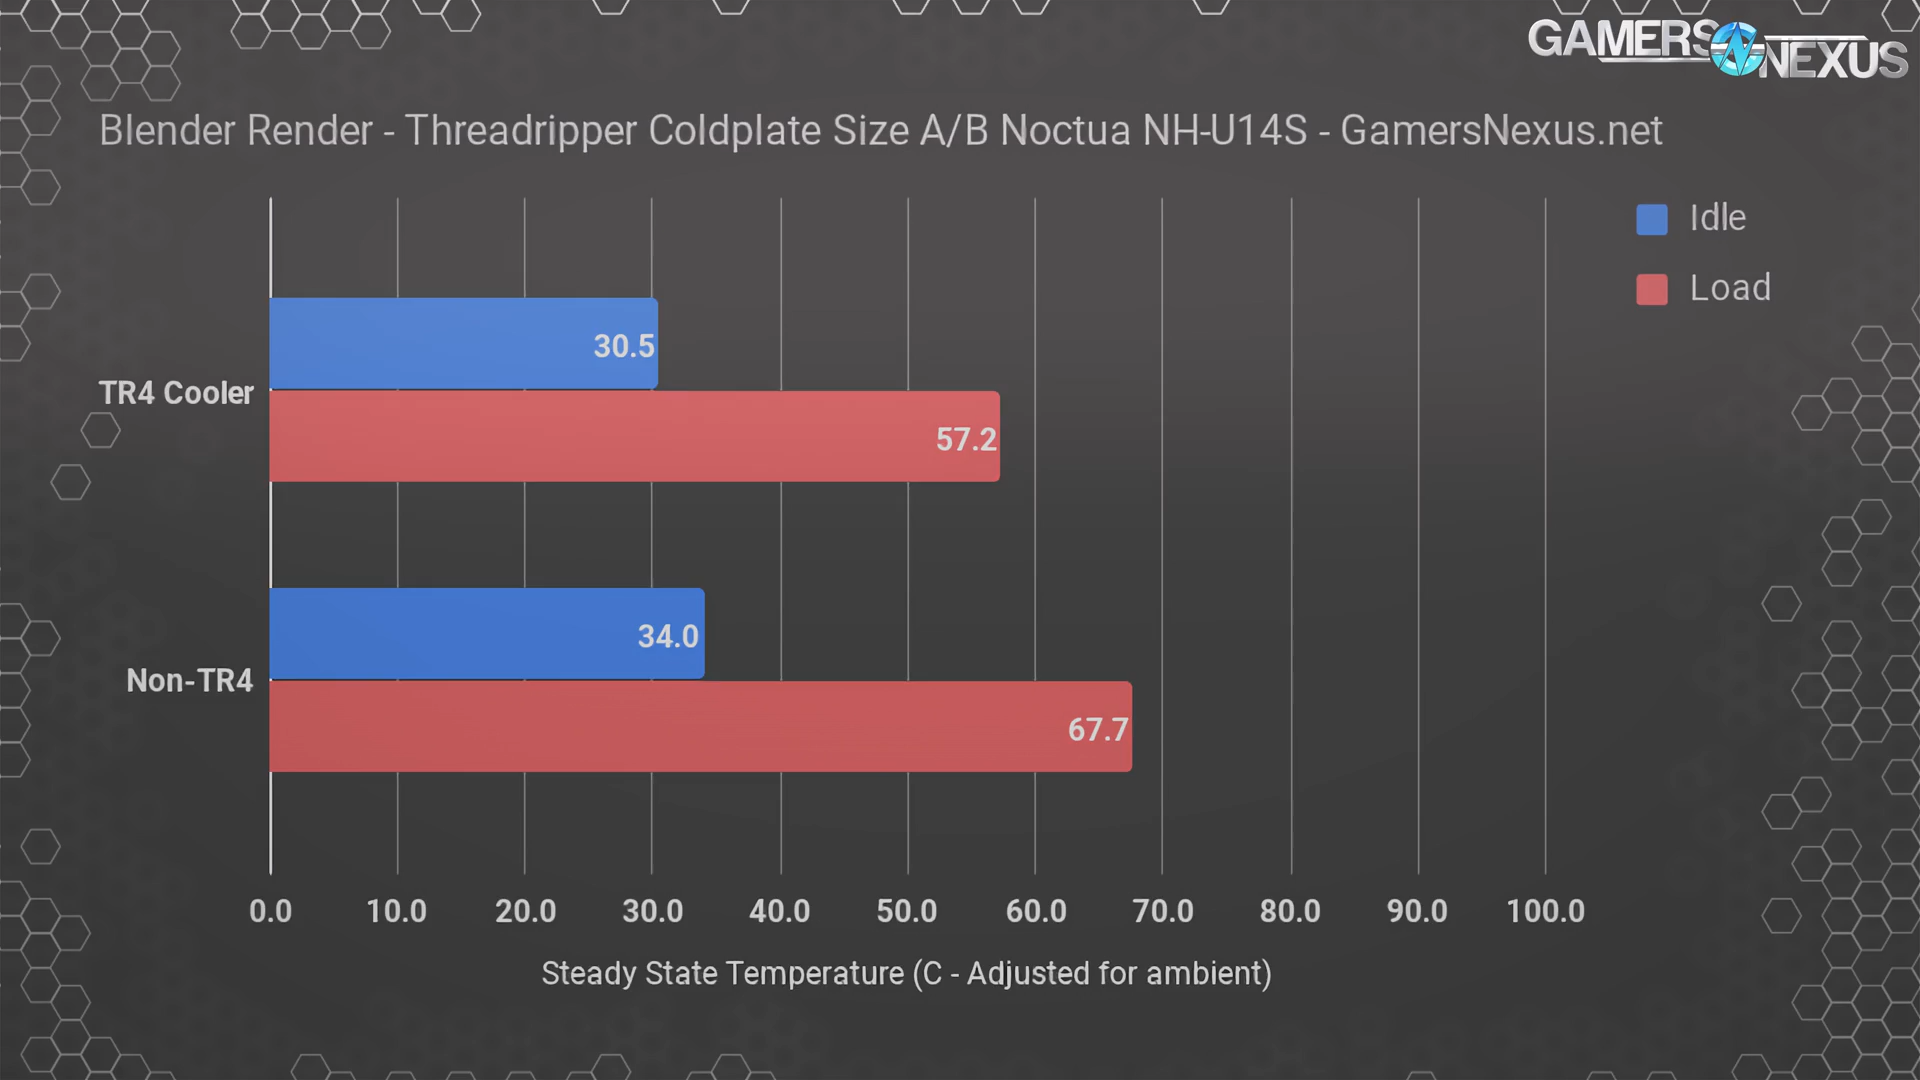 GAMERS NEXUS
Blender Render - Threadripper Coldplate Size A/B Noctua NH-U14S - GamersNexus.net
Idle
Load
TR4 Cooler
30.5
57.2
Non-TR4
34.0
67.7
0.0 10.0 20.0 30.0 40.0 50.0 60.0 70.0 80.0 90.0 100.0
Steady State Temperature (C - Adjusted for ambient)